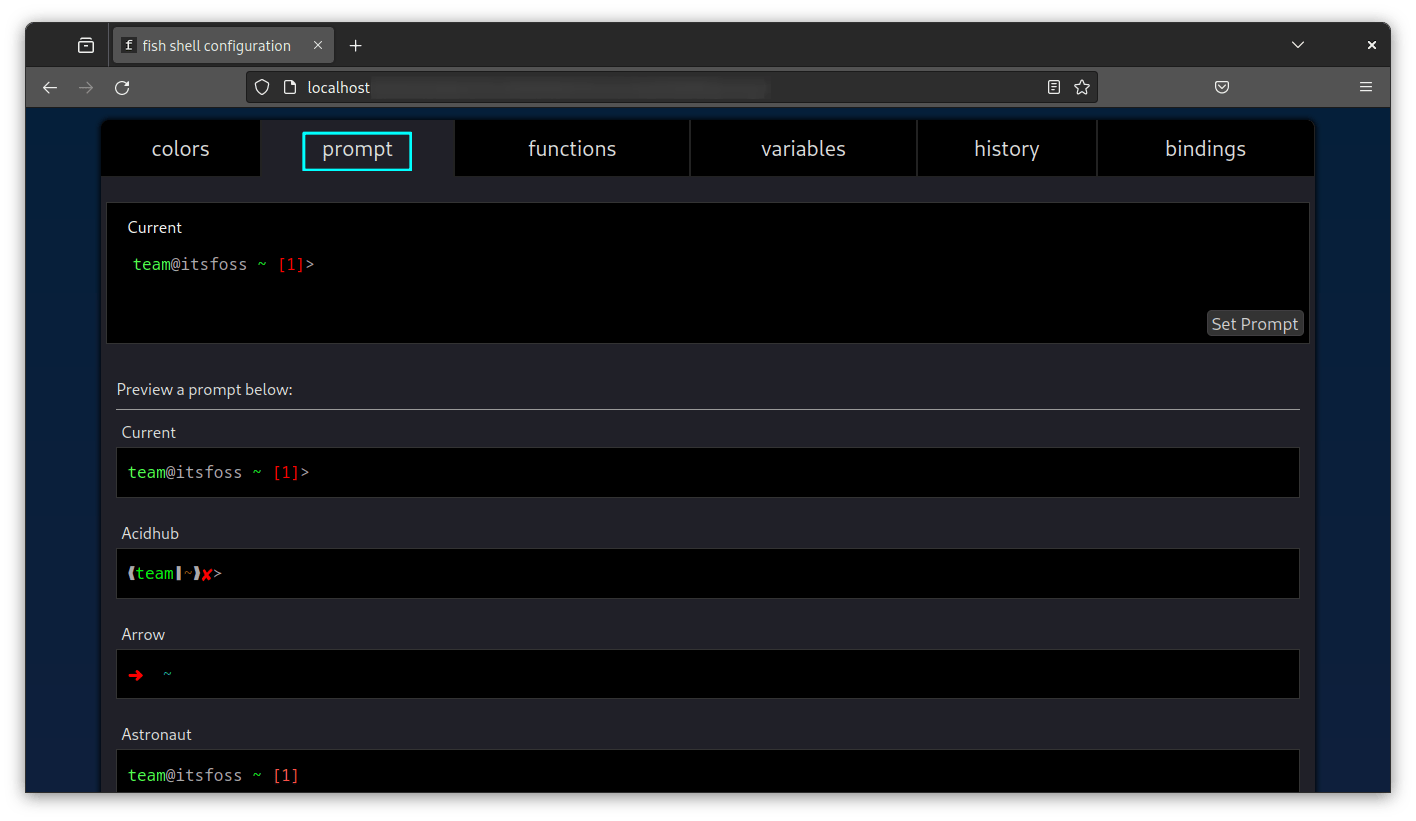 fish shell configuration
localhost
colors prompt functions variables history bindings
Current
team@itsfoss ~ [1]>
Set Prompt
Preview a prompt below:
Current
team@itsfoss ~ [1]>
Acidhub
⟬team❙~⟭✘>
Arrow
➜ ~
Astronaut
team@itsfoss ~ [1]